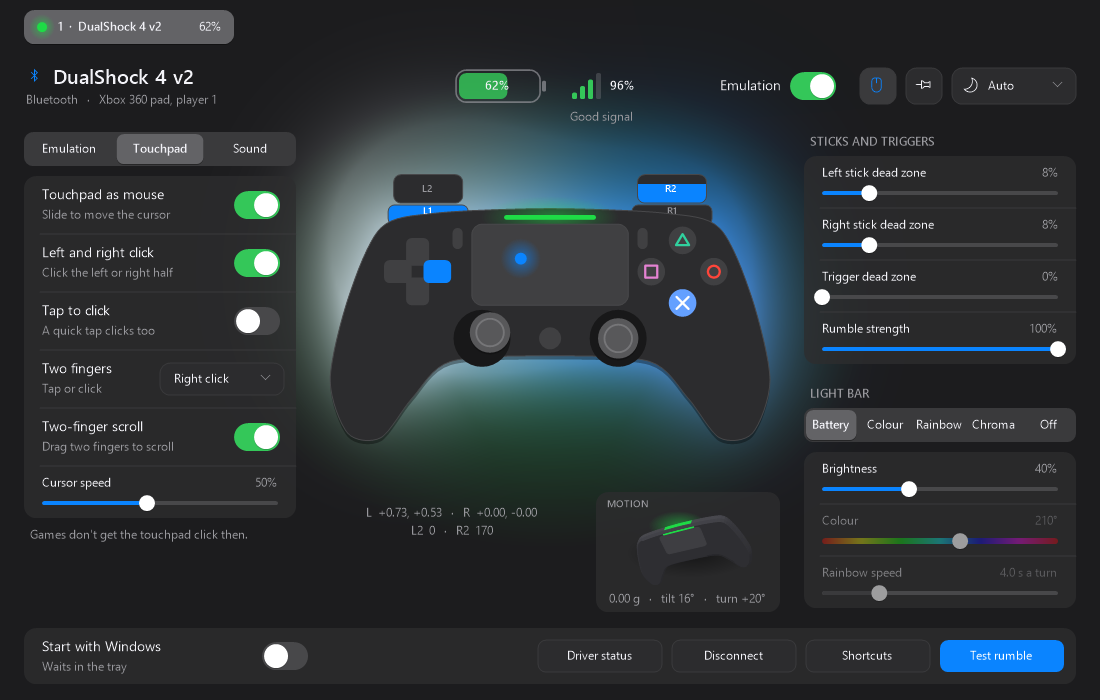 1 · DualShock 4 v2 62%
DualShock 4 v2
Bluetooth · Xbox 360 pad, player 1
62%
96%
Good signal
Emulation
Auto
Emulation Touchpad Sound
Touchpad as mouse
Slide to move the cursor
Left and right click
Click the left or right half
Tap to click
A quick tap clicks too
Two fingers
Tap or click
Right click
Two-finger scroll
Drag two fingers to scroll
Cursor speed 50%
Games don't get the touchpad click then.
L2
L1
R2
R1
L +0.73, +0.53 · R +0.00, -0.00
L2 0 · R2 170
MOTION
0.00 g · tilt 16° · turn +20°
STICKS AND TRIGGERS
Left stick dead zone 8%
Right stick dead zone 8%
Trigger dead zone 0%
Rumble strength 100%
LIGHT BAR
Battery Colour Rainbow Chroma Off
Brightness 40%
Colour 210°
Rainbow speed 4.0 s a turn
Start with Windows
Waits in the tray
Driver status Disconnect Shortcuts Test rumble